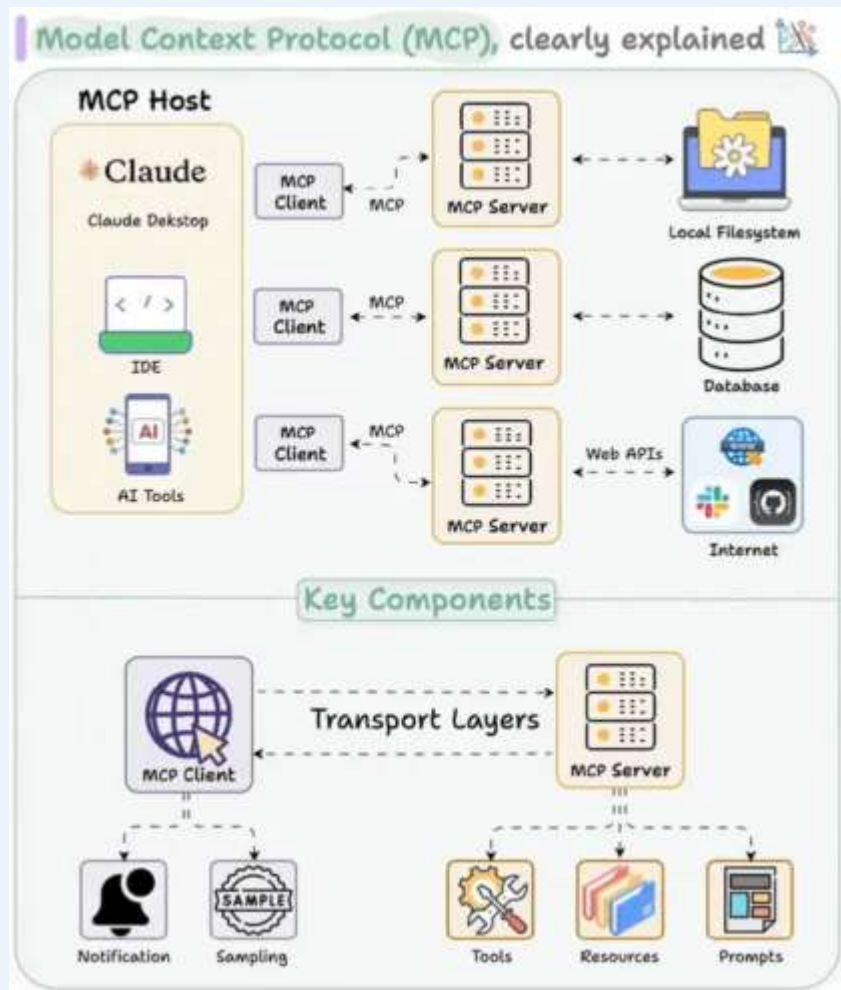 Model Context Protocol (MCP), clearly explained
MCP Host
Claude
Claude Dekstop
</>
IDE
AI
AI Tools
MCP
Client
MCP
MCP Server
Local Filesystem
MCP
Client
MCP
MCP Server
Database
MCP
Client
MCP
MCP Server
Web APIs
Internet
Key Components
MCP Client
Transport Layers
MCP Server
Notification
SAMPLE
Sampling
Tools
Resources
Prompts